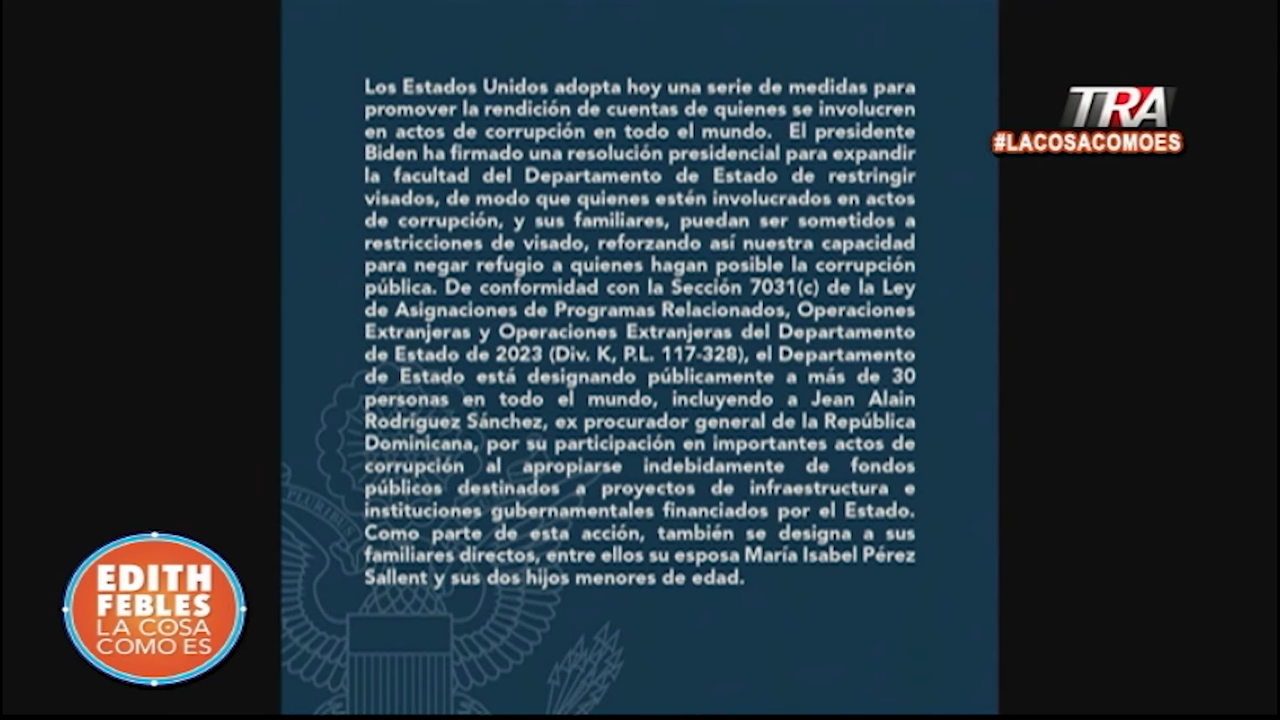 Los Estados Unidos adopta hoy una serie de medidas para
promover la rendición de cuentas de quienes se involucren
en actos de corrupción en todo el mundo. El presidente
Biden ha firmado una resolución presidencial para expandir
la facultad del Departamento de Estado de restringir
visados, de modo que quienes estén involucrados en actos
de corrupción, y sus familiares, puedan ser sometidos a
restricciones de visado, reforzando así nuestra capacidad
para negar refugio a quienes hagan posible la corrupción
pública. De conformidad con la Sección 7031(c) de la Ley
de Asignaciones de Programas Relacionados, Operaciones
Extranjeras y Operaciones Extranjeras del Departamento
de Estado de 2023 (Div. K, P.L. 117-328), el Departamento
de Estado está designando públicamente a más de 30
personas en todo el mundo, incluyendo a Jean Alain
Rodríguez Sánchez, ex procurador general de la República
Dominicana, por su participación en importantes actos de
corrupción al apropiarse indebidamente de fondos
públicos destinados a proyectos de infraestructura e
instituciones gubernamentales financiados por el Estado.
Como parte de esta acción, también se designa a sus
familiares directos, entre ellos su esposa María Isabel Pérez
Sallent y sus dos hijos menores de edad.
TRA
#LACOSACOMOES
EDITH
FEBLES
LA COSA
COMO ES